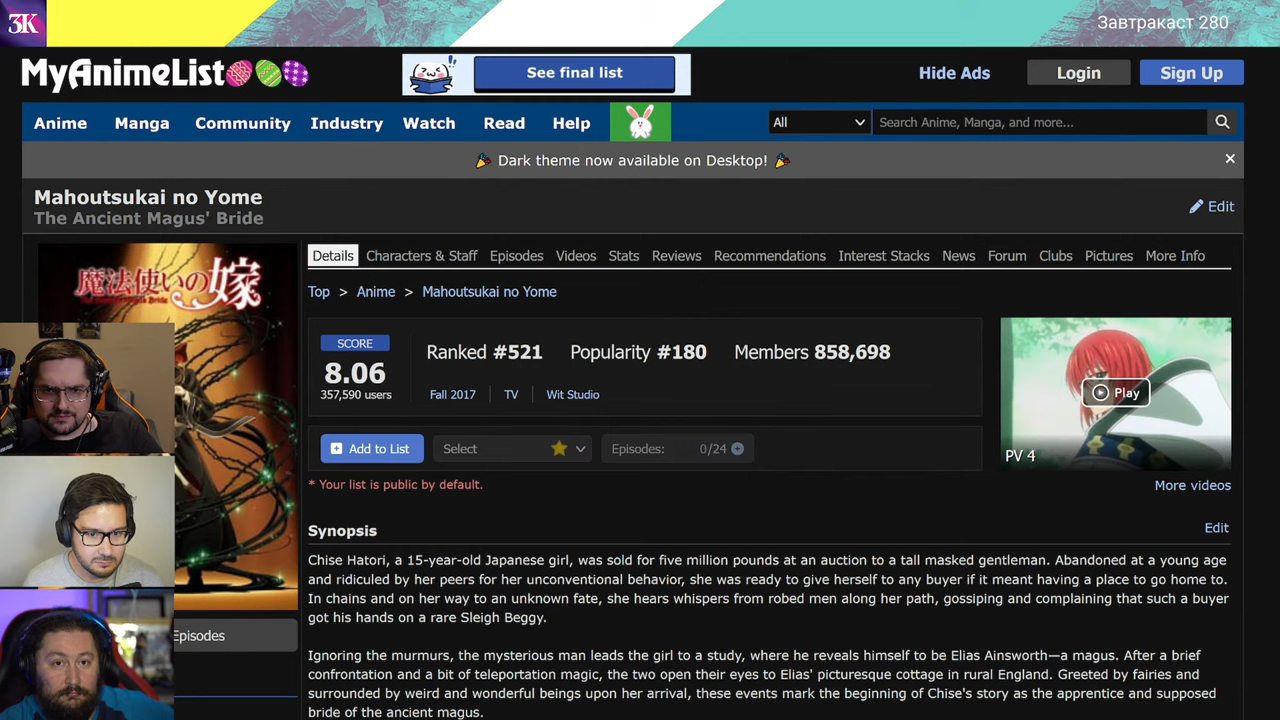 3K
Завтракаст 280
MyAnimeList
See final list
Hide Ads
Login
Sign Up
Anime
Manga
Community
Industry
Watch
Read
Help
All
Search Anime, Manga, and more...
Dark theme now available on Desktop!
Mahoutsukai no Yome
The Ancient Magus' Bride
Edit
魔法使いの嫁
Details
Characters & Staff
Episodes
Videos
Stats
Reviews
Recommendations
Interest Stacks
News
Forum
Clubs
Pictures
More Info
Top > Anime > Mahoutsukai no Yome
SCORE
8.06
357,590 users
Ranked #521
Popularity #180
Members 858,698
Fall 2017
TV
Wit Studio
Play
PV 4
Add to List
Select
Episodes: 0/24
* Your list is public by default.
More videos
Synopsis
Edit
Chise Hatori, a 15-year-old Japanese girl, was sold for five million pounds at an auction to a tall masked gentleman. Abandoned at a young age
and ridiculed by her peers for her unconventional behavior, she was ready to give herself to any buyer if it meant having a place to go home to.
In chains and on her way to an unknown fate, she hears whispers from robed men along her path, gossiping and complaining that such a buyer
got his hands on a rare Sleigh Beggy.
Episodes
Ignoring the murmurs, the mysterious man leads the girl to a study, where he reveals himself to be Elias Ainsworth—a magus. After a brief
confrontation and a bit of teleportation magic, the two open their eyes to Elias' picturesque cottage in rural England. Greeted by fairies and
surrounded by weird and wonderful beings upon her arrival, these events mark the beginning of Chise's story as the apprentice and supposed
bride of the ancient magus.